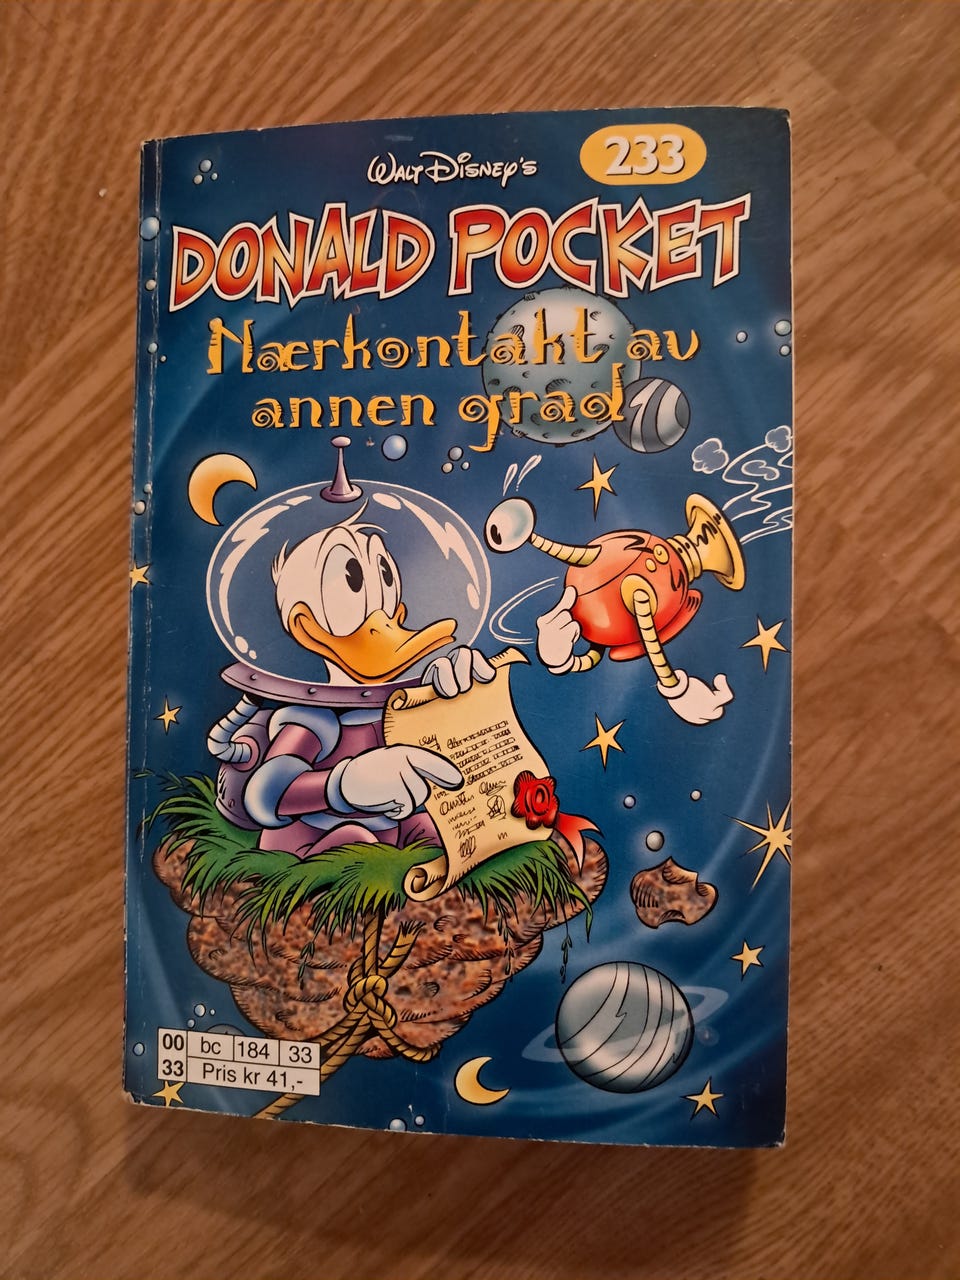 WALT DISNEY'S
233
DONALD POCKET
Nærkontakt av
annen grad
00 bc 184 33
33 Pris kr 41,-